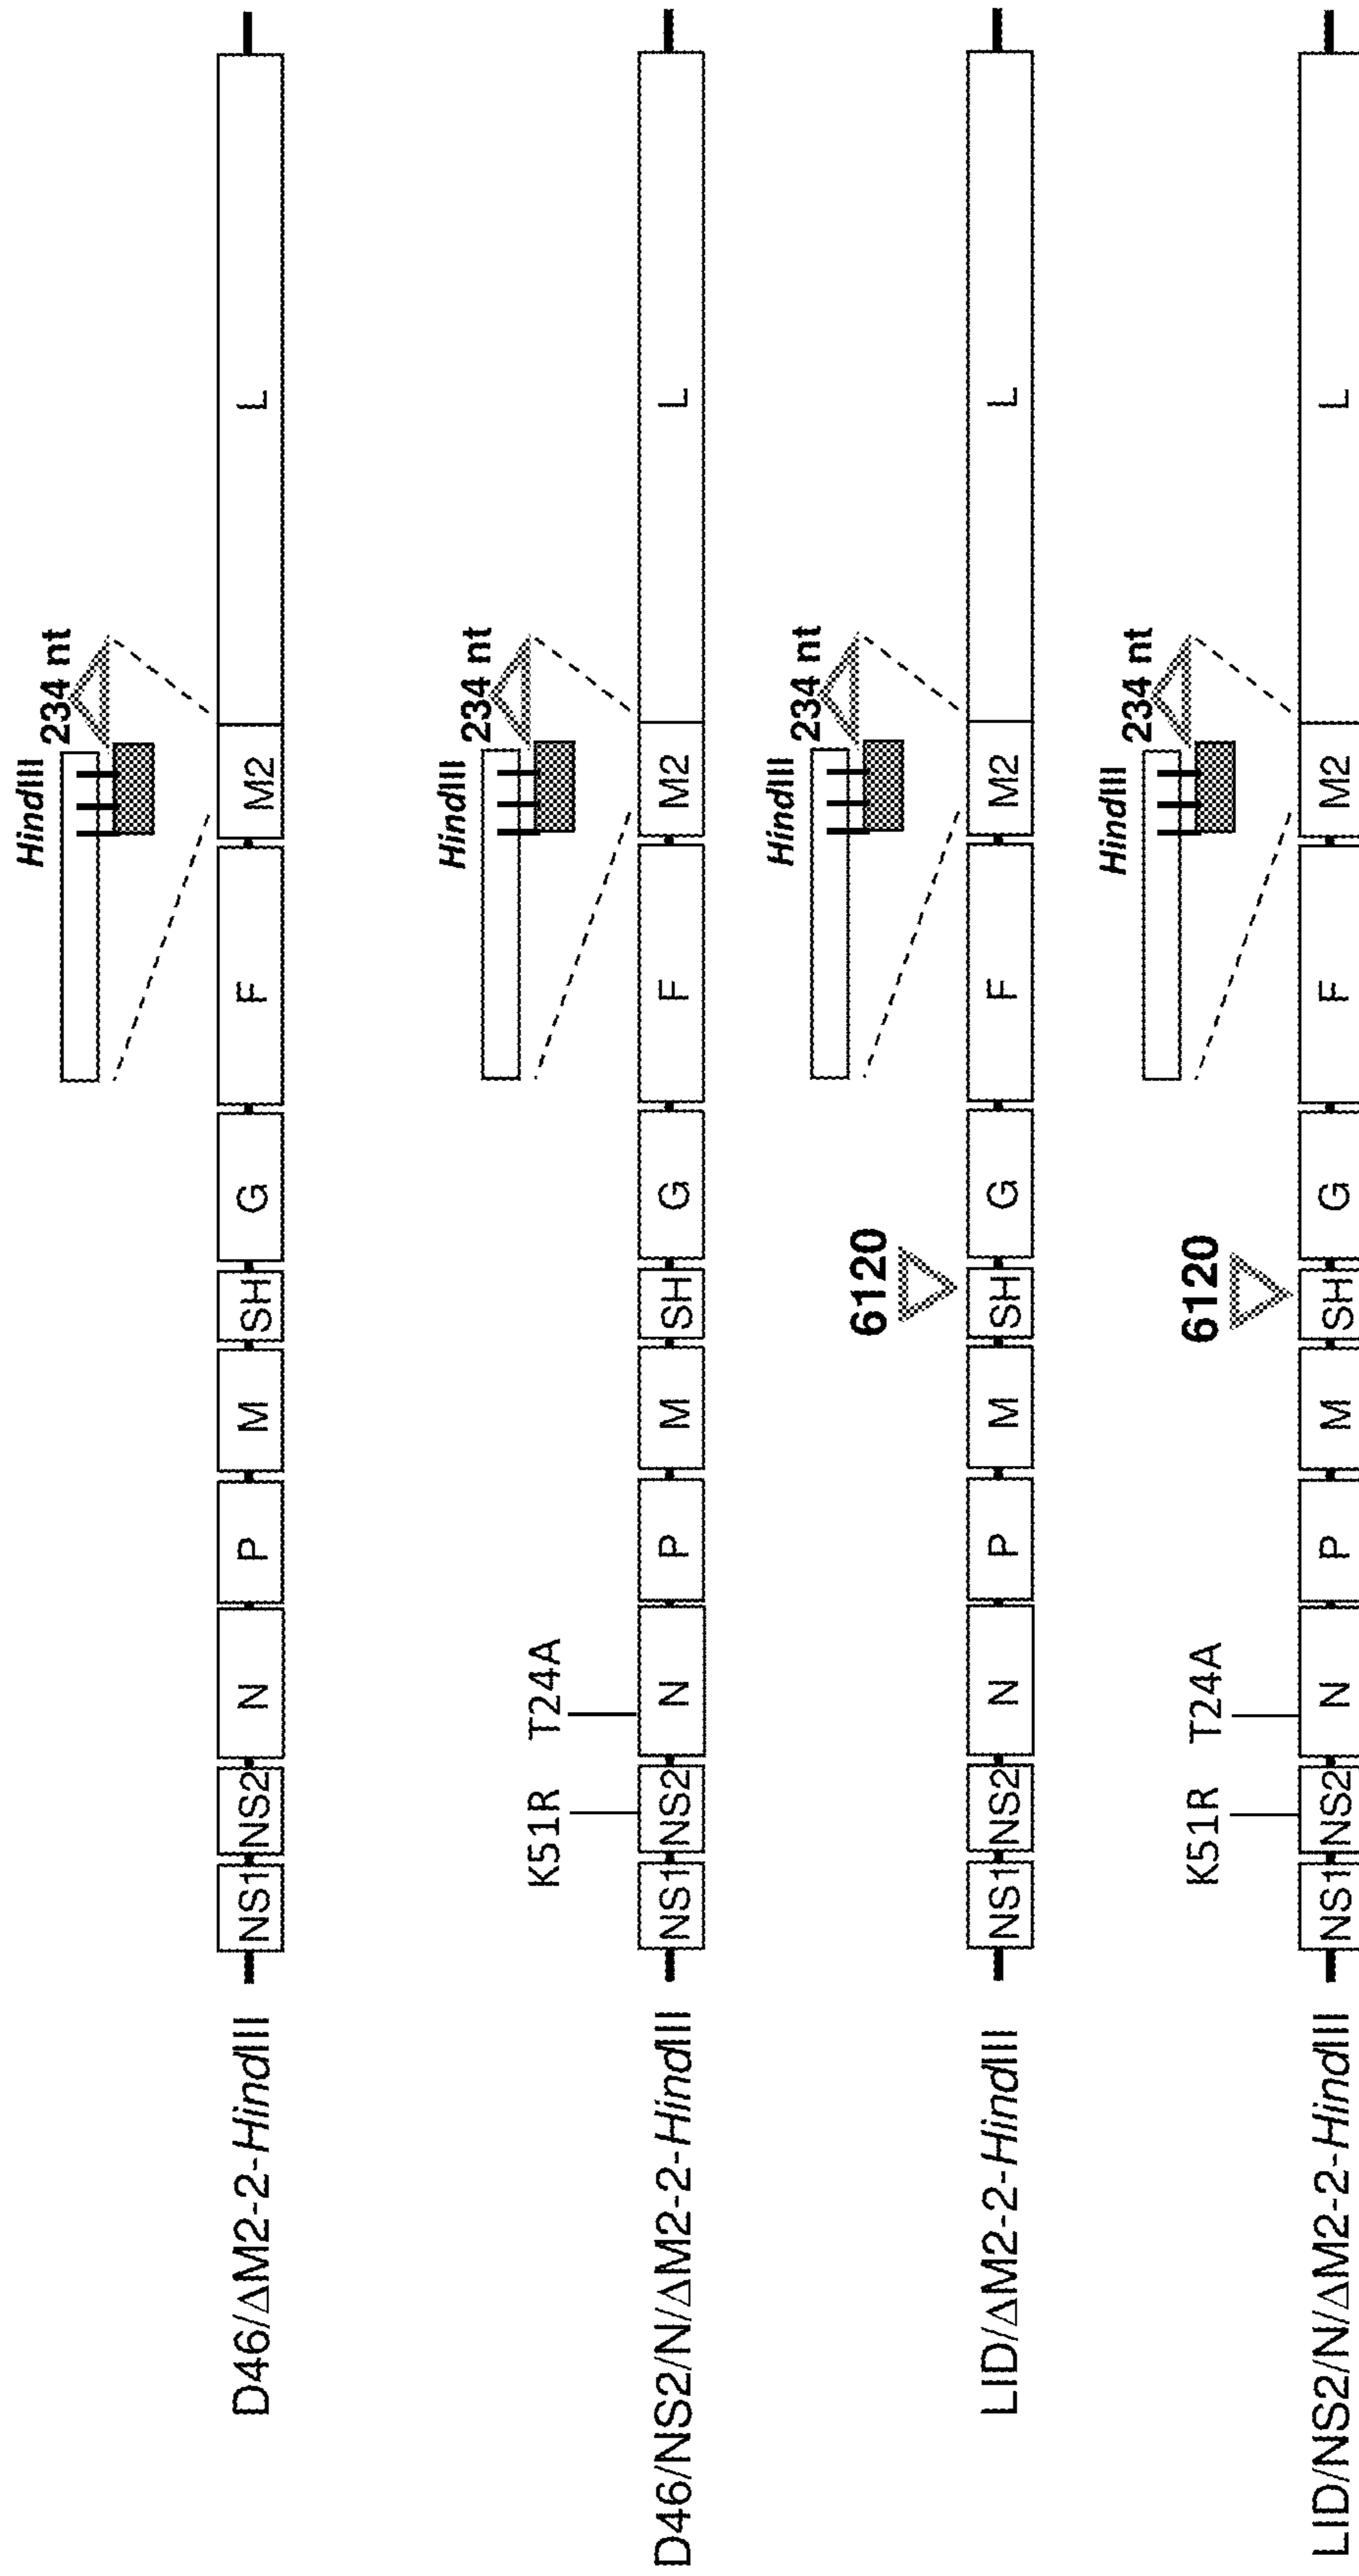 HindIII
234 nt
D46/ΔM2-2-HindIII
NS1 NS2 N P M SH G F M2 L
HindIII
234 nt
K51R T24A
D46/NS2/N/ΔM2-2-HindIII
NS1 NS2 N P M SH G F M2 L
HindIII
234 nt
6120
LID/ΔM2-2-HindIII
NS1 NS2 N P M SH G F M2 L
HindIII
234 nt
K51R T24A
6120
LID/NS2/N/ΔM2-2-HindIII
NS1 NS2 N P M SH G F M2 L